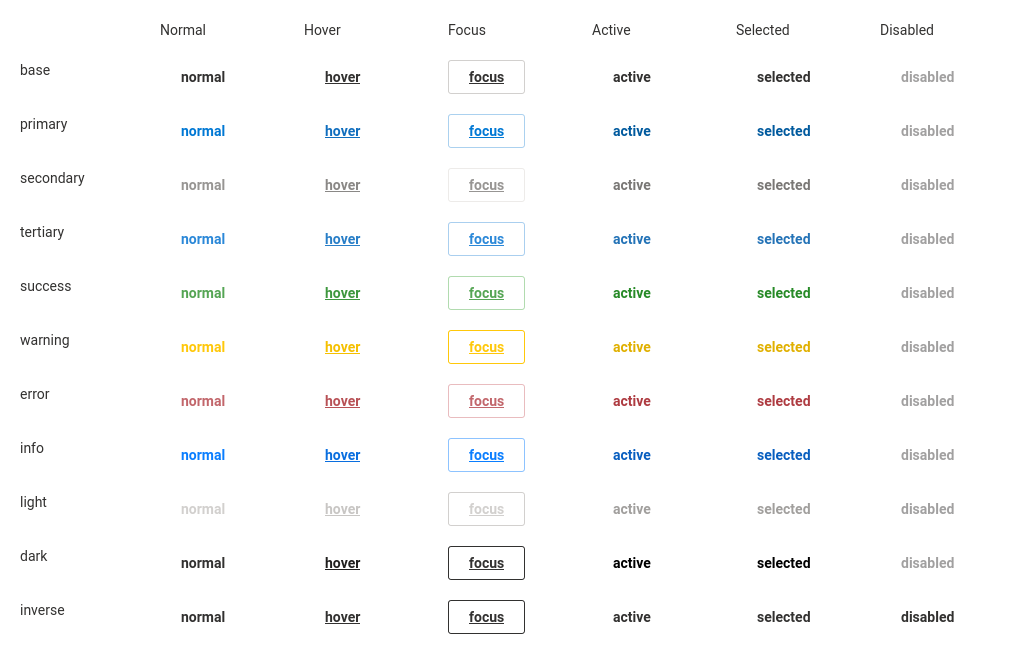 Normal Hover Focus Active Selected Disabled
base normal hover focus active selected disabled
primary normal hover focus active selected disabled
secondary normal hover focus active selected disabled
tertiary normal hover focus active selected disabled
success normal hover focus active selected disabled
warning normal hover focus active selected disabled
error normal hover focus active selected disabled
info normal hover focus active selected disabled
light normal hover focus active selected disabled
dark normal hover focus active selected disabled
inverse normal hover focus active selected disabled